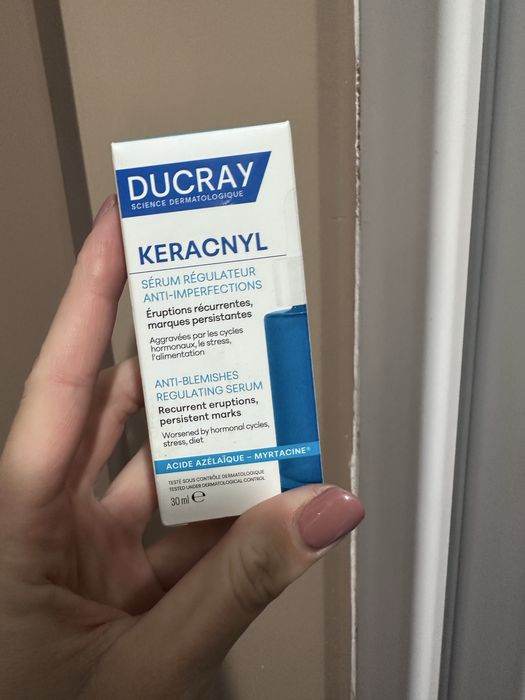 DUCRAY
SCIENCE DERMATOLOGIQUE
KERACNYL
SÉRUM RÉGULATEUR
ANTI-IMPERFECTIONS
Éruptions récurrentes,
marques persistantes
Aggravées par les cycles
hormonaux, le stress,
l'alimentation
ANTI-BLEMISHES
REGULATING SERUM
Recurrent eruptions,
persistent marks
Worsened by hormonal cycles,
stress, diet
ACIDE AZÉLAÏQUE – MYRTACINE®
TESTÉ SOUS CONTRÔLE DERMATOLOGIQUE
TESTED UNDER DERMATOLOGICAL CONTROL
30 ml ℮